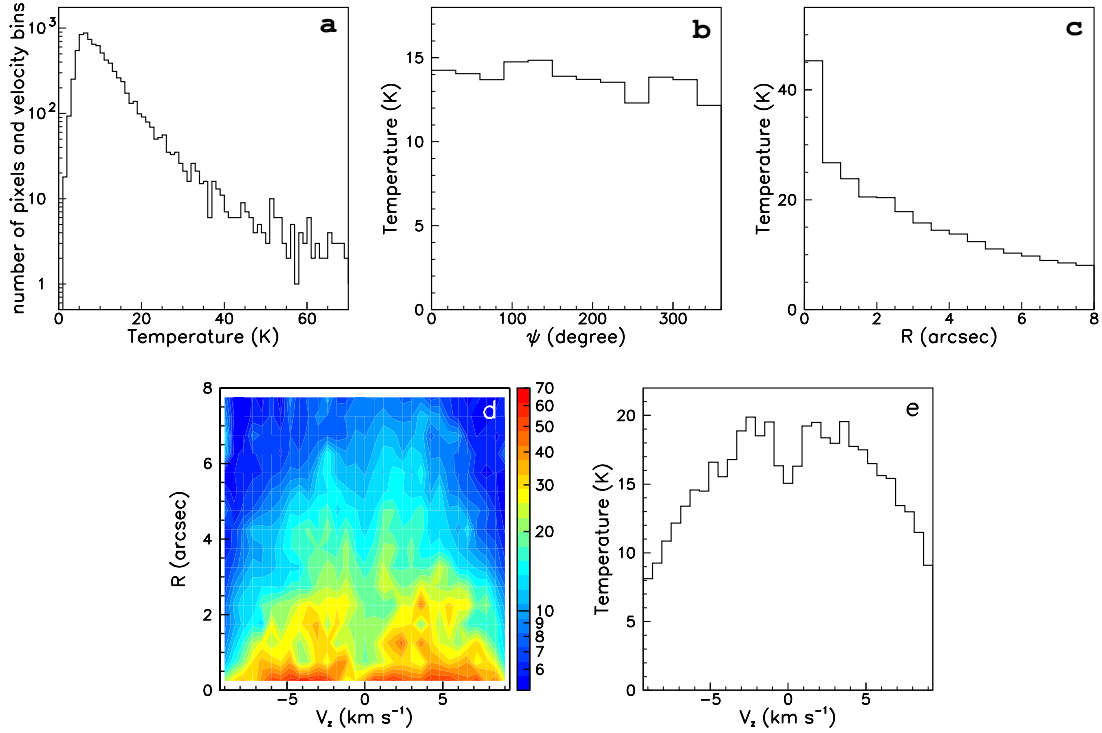 a
number of pixels and velocity bins
10³
10²
10
1
0 20 40 60
Temperature (K)
b
Temperature (K)
15
10
5
0
0 100 200 300
ψ (degree)
c
Temperature (K)
40
20
0
0 2 4 6 8
R (arcsec)
d
R (arcsec)
8
6
4
2
0
−5 0 5
V_z (km s⁻¹)
70
60
50
40
30
20
10
9
8
7
6
e
Temperature (K)
20
15
10
5
0
−5 0 5
V_z (km s⁻¹)